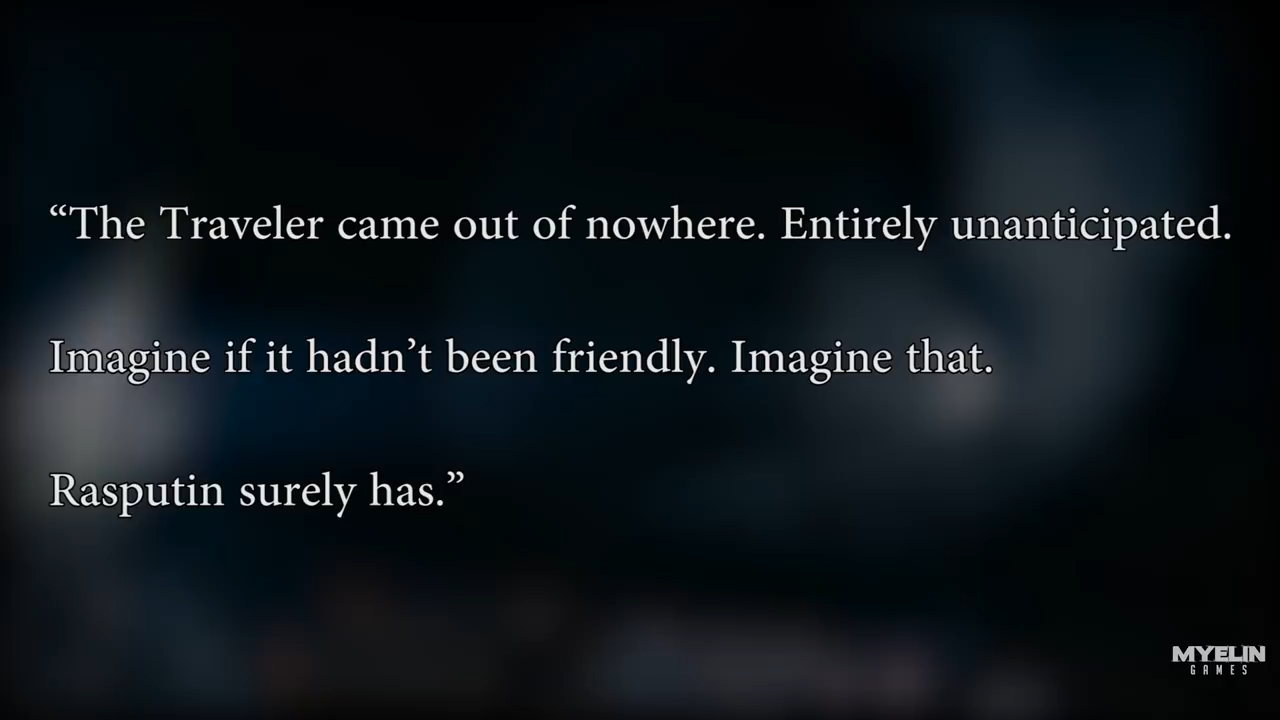 “The Traveler came out of nowhere. Entirely unanticipated.
Imagine if it hadn’t been friendly. Imagine that.
Rasputin surely has.”
MYELIN
GAMES